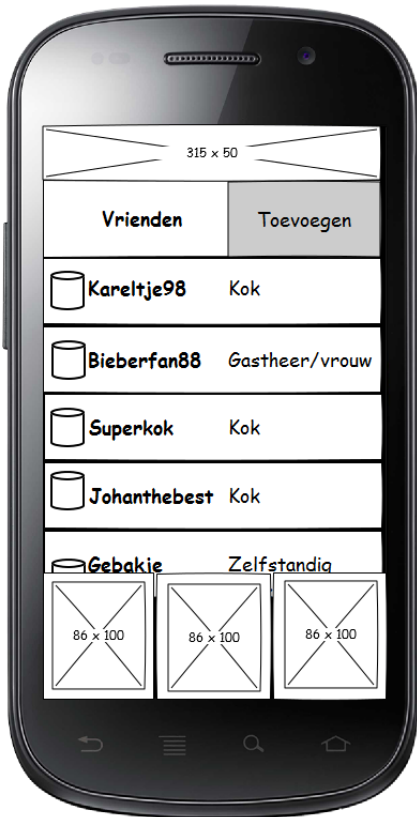 315 x 50
Vrienden Toevoegen
Kareltje98 Kok
Bieberfan88 Gastheer/vrouw
Superkok Kok
Johanthebest Kok
Gebakje Zelfstandig
86 x 100 86 x 100 86 x 100